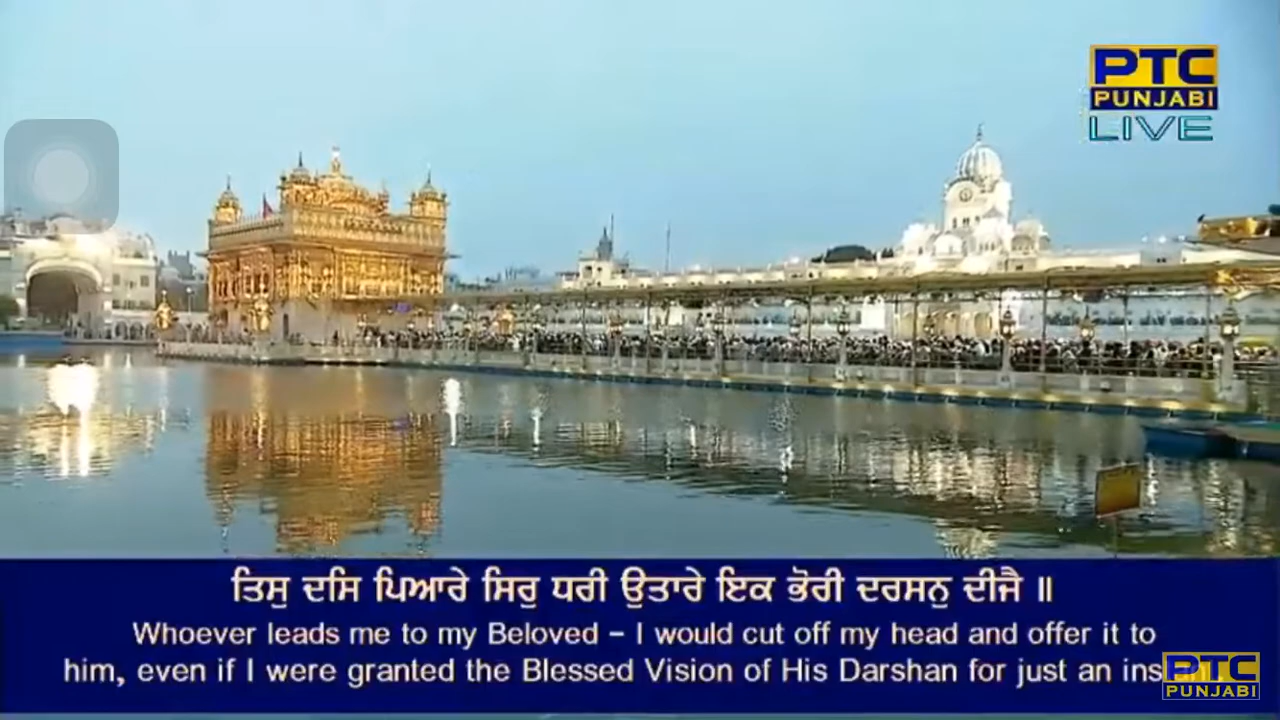 PTC
PUNJABI
LIVE
ਤਿਸੁ ਦਸਿ ਪਿਆਰੇ ਸਿਰੁ ਧਰੀ ਉਤਾਰੇ ਇਕ ਭੋਰੀ ਦਰਸਨੁ ਦੀਜੈ ॥
Whoever leads me to my Beloved – I would cut off my head and offer it to
him, even if I were granted the Blessed Vision of His Darshan for just an
PTC
PUNJABI